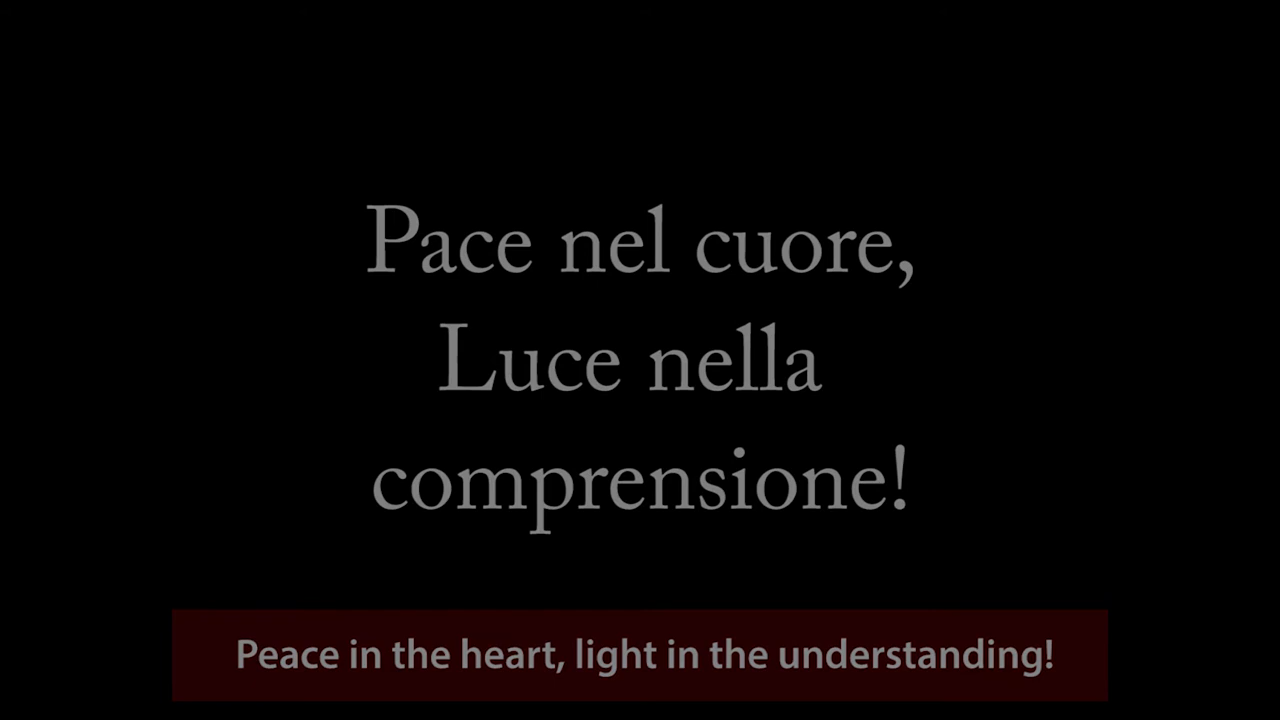 Pace nel cuore,
Luce nella
comprensione!
Peace in the heart, light in the understanding!